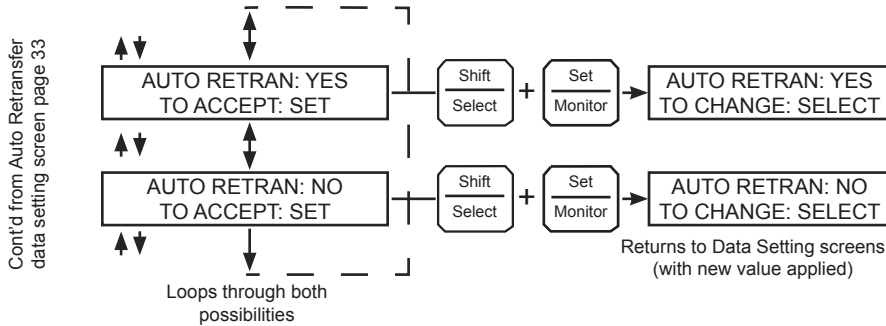 Cont'd from Auto Retransfer
data setting screen page 33
AUTO RETRAN: YES
TO ACCEPT: SET
Shift
Select
+
Set
Monitor
AUTO RETRAN: YES
TO CHANGE: SELECT
AUTO RETRAN: NO
TO ACCEPT: SET
Shift
Select
+
Set
Monitor
AUTO RETRAN: NO
TO CHANGE: SELECT
Loops through both
possibilities
Returns to Data Setting screens
(with new value applied)